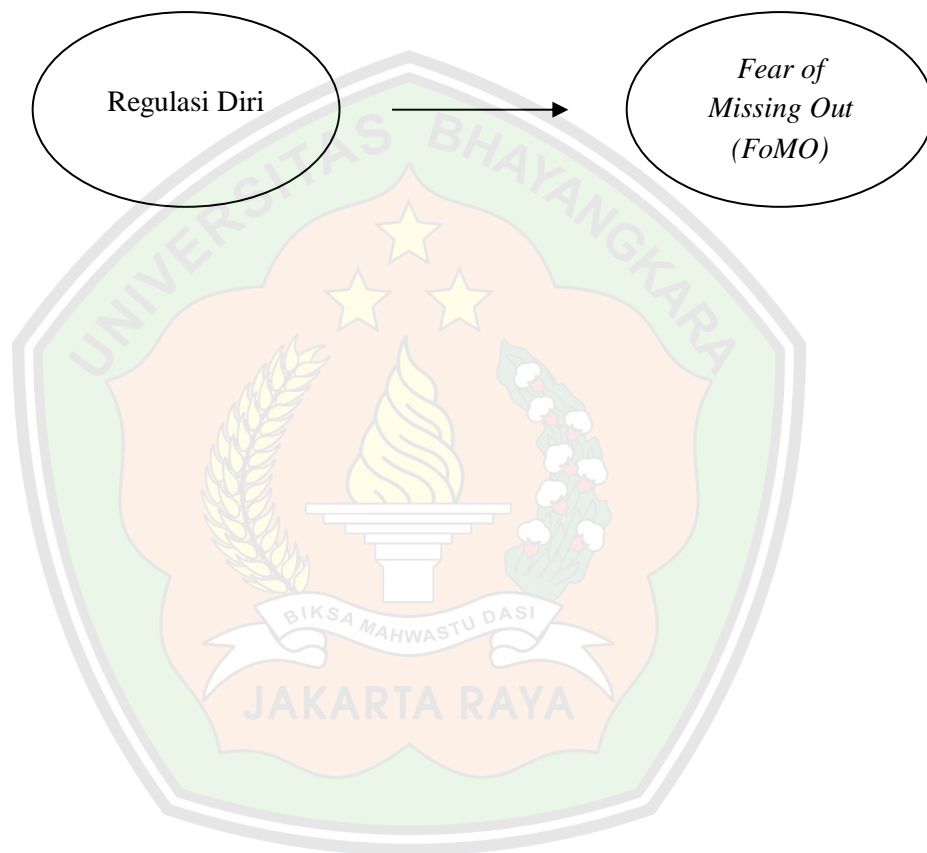 Regulasi Diri
Fear of
Missing Out
(FoMO)
UNIVERSITAS BHAYANGKARA
BIKSA MAHWASTU DASI
JAKARTA RAYA